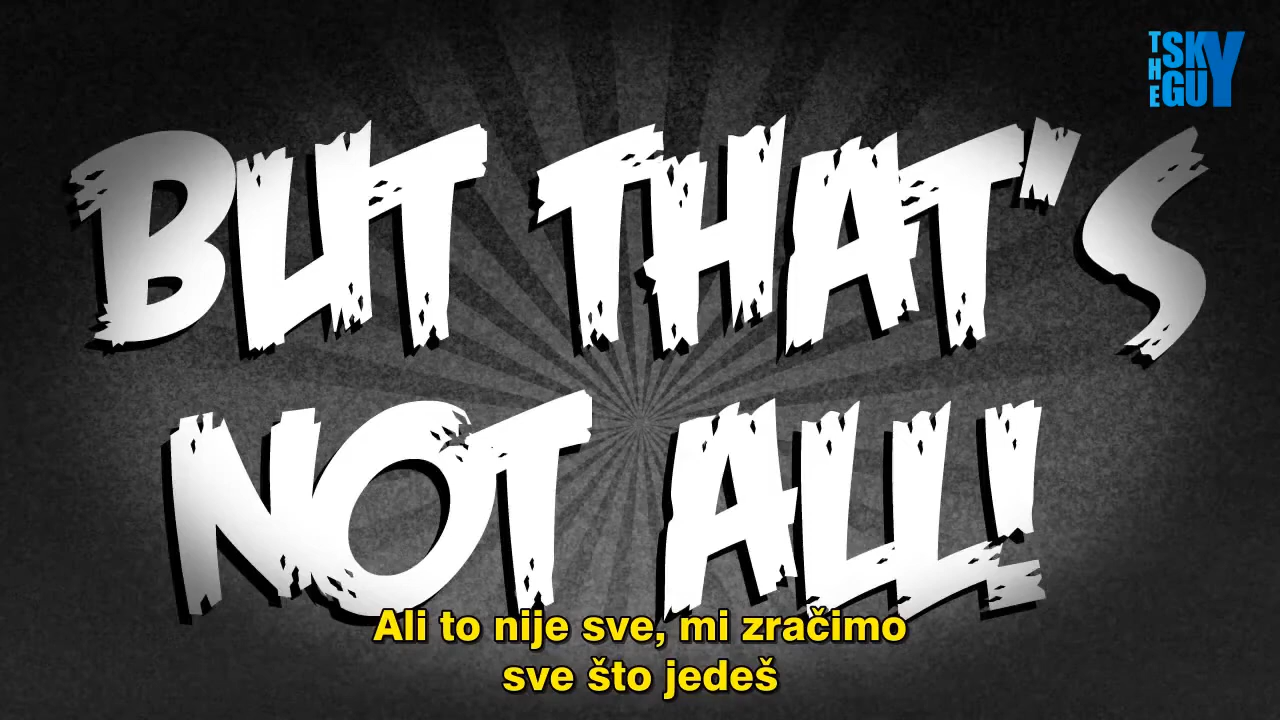 THE SKY GUY
BUT THAT'S
NOT ALL!
Ali to nije sve, mi zračimo
sve što jedeš